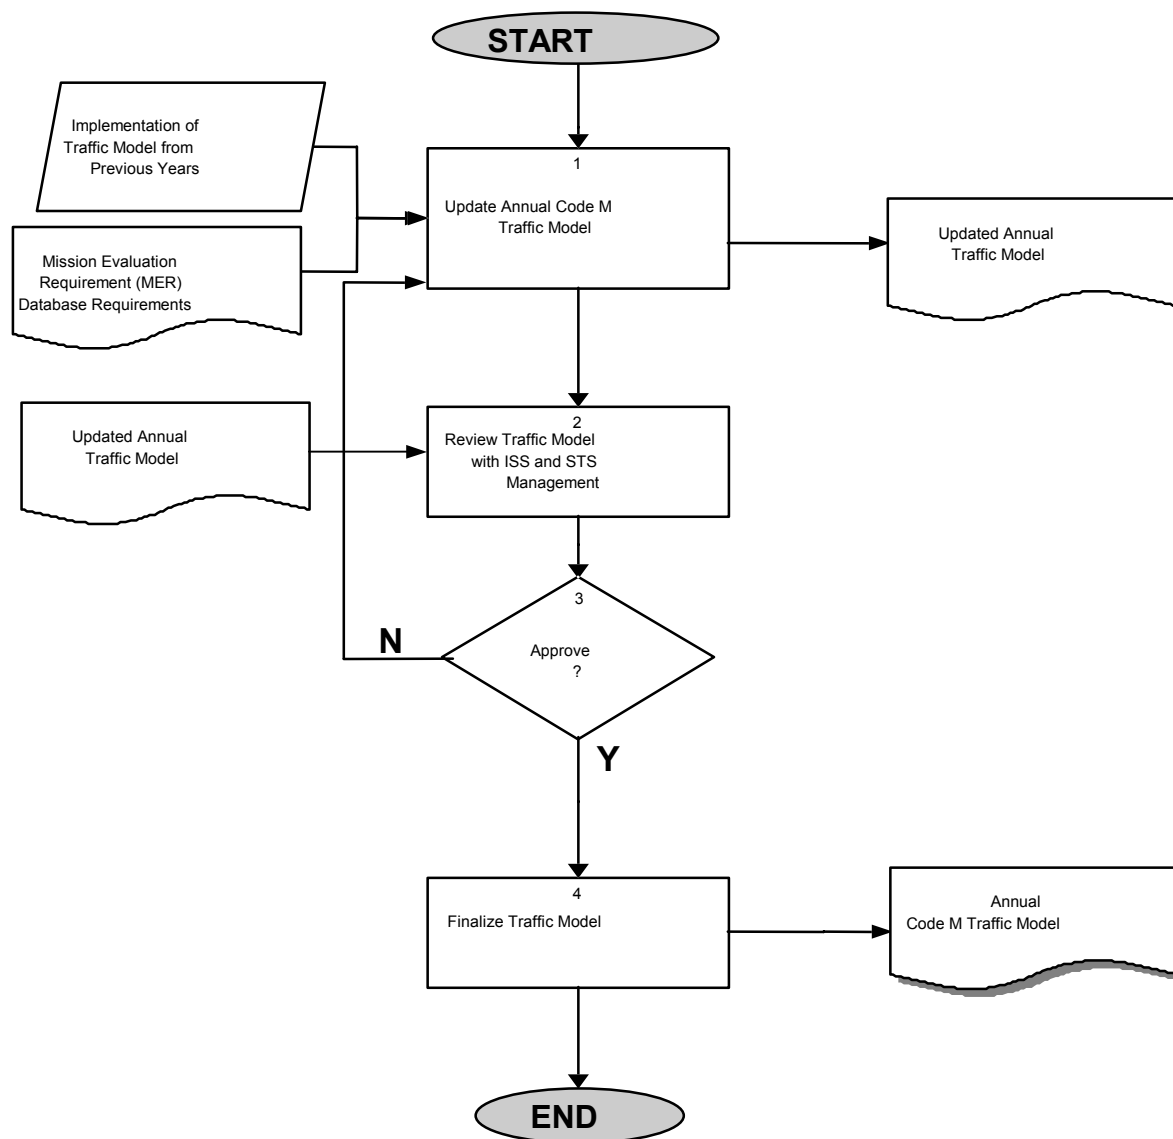 START
Implementation of
Traffic Model from
Previous Years
1
Update Annual Code M
Traffic Model
Updated Annual
Traffic Model
Mission Evaluation
Requirement (MER)
Database Requirements
Updated Annual
Traffic Model
2
Review Traffic Model
with ISS and STS
Management
3
Approve
?
N
Y
4
Finalize Traffic Model
Annual
Code M Traffic Model
END